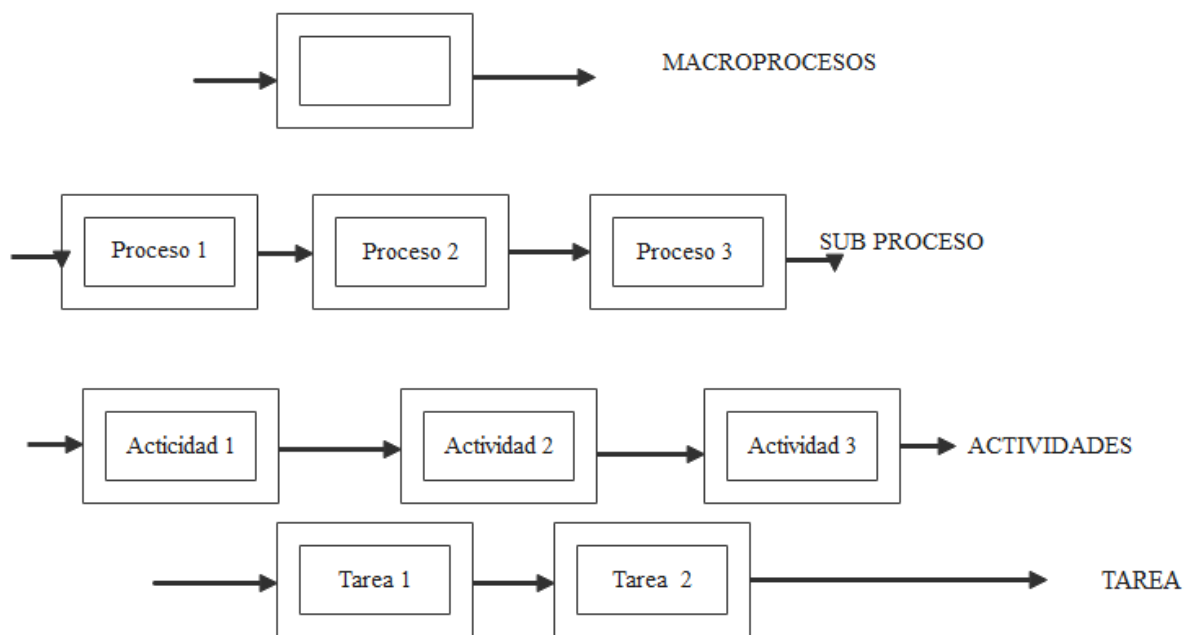 MACROPROCESOS
Proceso 1
Proceso 2
Proceso 3
SUB PROCESO
Acticidad 1
Actividad 2
Actividad 3
ACTIVIDADES
Tarea 1
Tarea 2
TAREA